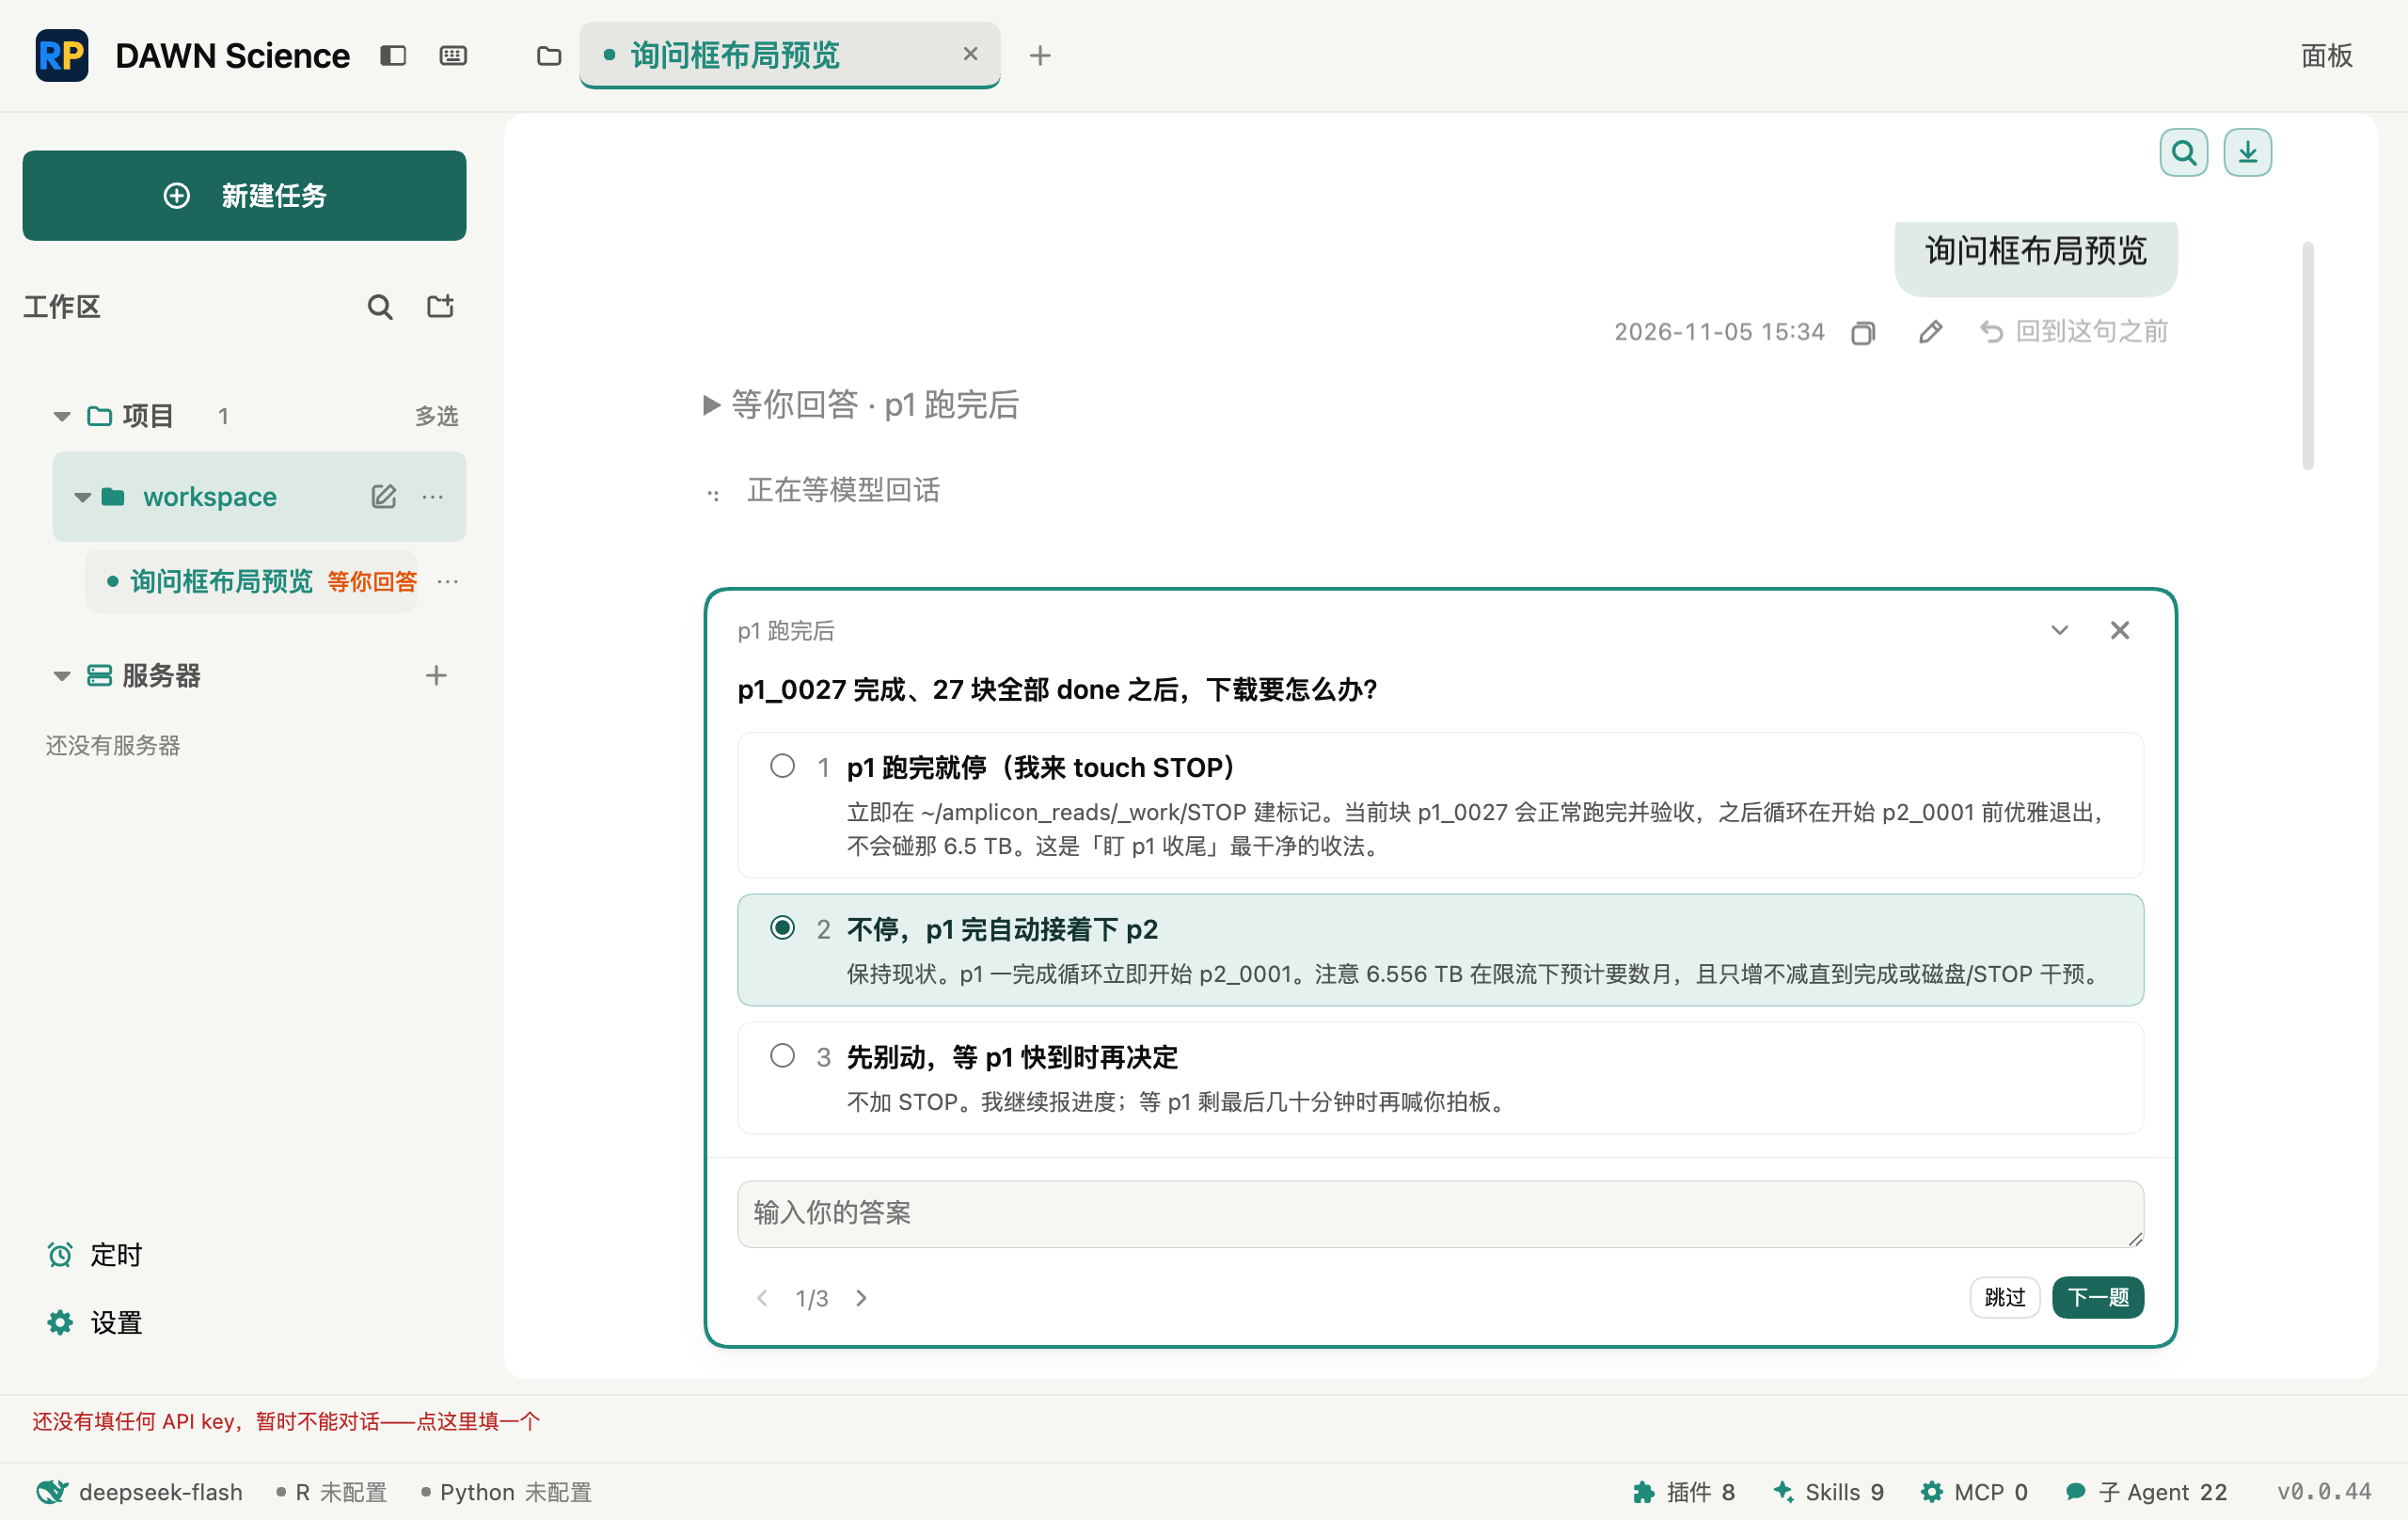 RP DAWN Science
询问框布局预览
面板
新建任务
工作区
项目 1 多选
workspace
询问框布局预览 等你回答
服务器
还没有服务器
定时
设置
询问框布局预览
2026-11-05 15:34 回到这句之前
等你回答 · p1 跑完后
正在等模型回话
p1 跑完后
p1_0027 完成、27 块全部 done 之后，下载要怎么办?
1 p1 跑完就停（我来 touch STOP）
立即在 ~/amplicon_reads/_work/STOP 建标记。当前块 p1_0027 会正常跑完并验收，之后循环在开始 p2_0001 前优雅退出，
不会碰那 6.5 TB。这是「盯 p1 收尾」最干净的收法。
2 不停，p1 完自动接着下 p2
保持现状。p1 一完成循环立即开始 p2_0001。注意 6.556 TB 在限流下预计要数月，且只增不减直到完成或磁盘/STOP 干预。
3 先别动，等 p1 快到时再决定
不加 STOP。我继续报进度；等 p1 剩最后几十分钟时再喊你拍板。
输入你的答案
1/3
跳过 下一题
还没有填任何 API key，暂时不能对话——点这里填一个
deepseek-flash R 未配置 Python 未配置
插件 8 Skills 9 MCP 0 子 Agent 22 v0.0.44